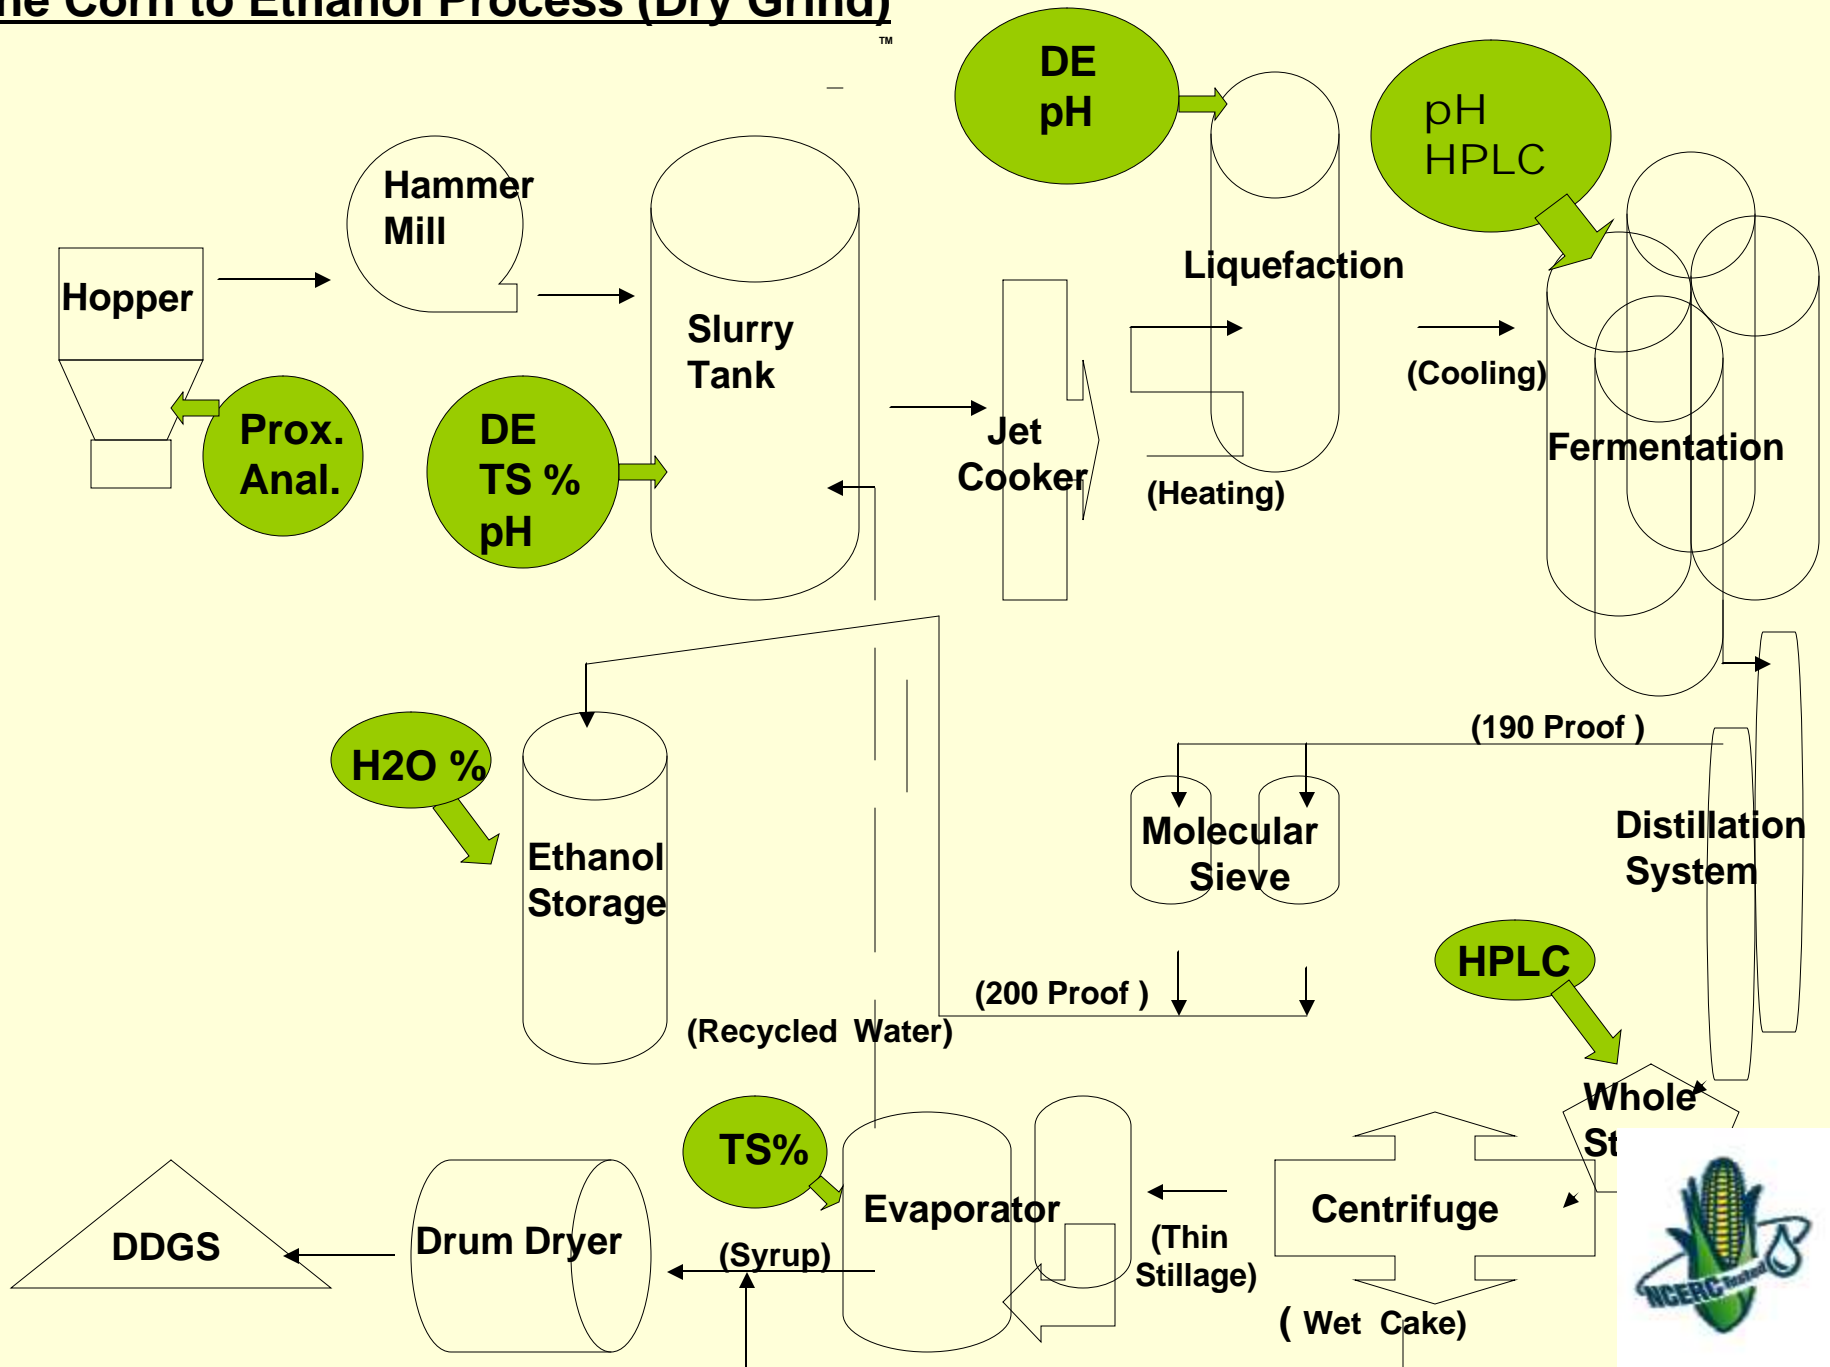 ne Corn to Ethanol Process (Dry Grind)
TM
DE
pH
pH
HPLC
Hammer
Mill
Hopper
Slurry
Tank
Liquefaction
(Cooling)
Prox.
Anal.
DE
TS %
pH
Jet
Cooker
(Heating)
Fermentation
(190 Proof )
H2O %
Ethanol
Storage
Molecular
Sieve
Distillation
System
HPLC
(200 Proof )
(Recycled Water)
Whole
St
TS%
Evaporator
Centrifuge
DDGS
Drum Dryer
(Syrup)
(Thin
Stillage)
( Wet Cake)
NCERC Tested